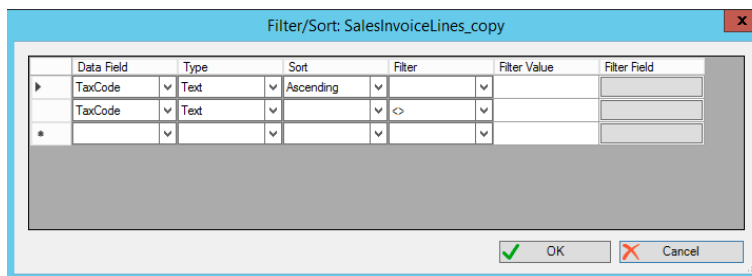 Filter/Sort: SalesInvoiceLines_copy
x
Data Field Type Sort Filter Filter Value Filter Field
TaxCode Text Ascending
TaxCode Text <>
*
OK Cancel